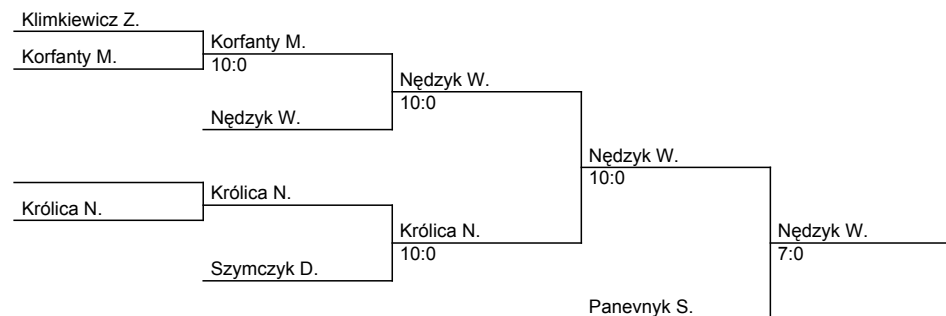 Klimkiewicz Z.
Korfanty M.
Korfanty M.
10:0
Nędzyk W.
10:0
Nędzyk W.
Nędzyk W.
10:0
Królica N.
Królica N.
Królica N.
10:0
Szymczyk D.
Nędzyk W.
7:0
Panevnyk S.